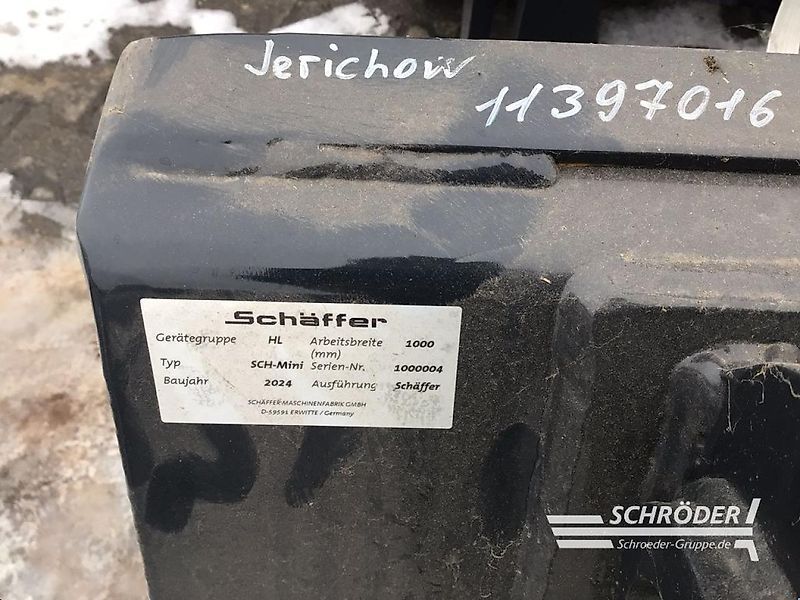 Jerichow
11397016
Schäffer
Gerätegruppe HL Arbeitsbreite 1000
(mm)
Typ SCH-Mini Serien-Nr. 1000004
Baujahr 2024 Ausführung Schäffer
SCHÄFFER-MASCHINENFABRIK GMBH
D-59591 ERWITTE / Germany
SCHRÖDER
Schroeder-Gruppe.de